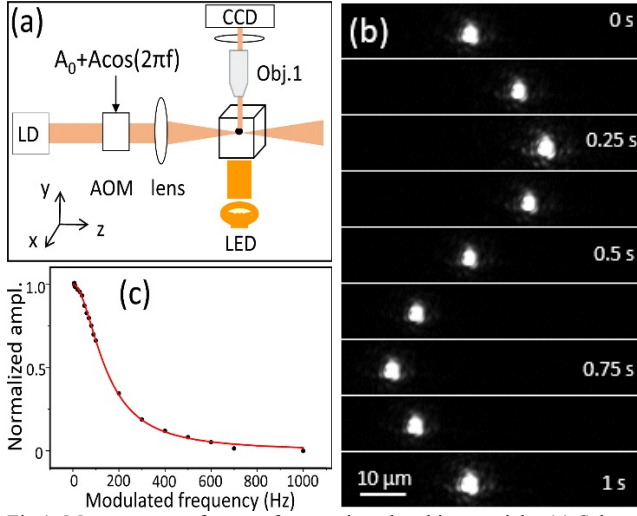 (a)
CCD
Obj.1
A₀+Acos(2πf)
LD
AOM
lens
LED
y
x
z
(b)
0 s
0.25 s
0.5 s
0.75 s
1 s
10 μm
(c)
Normalized ampl.
1.0
0.5
0
0
200
400
600
800
1000
Modulated frequency (Hz)